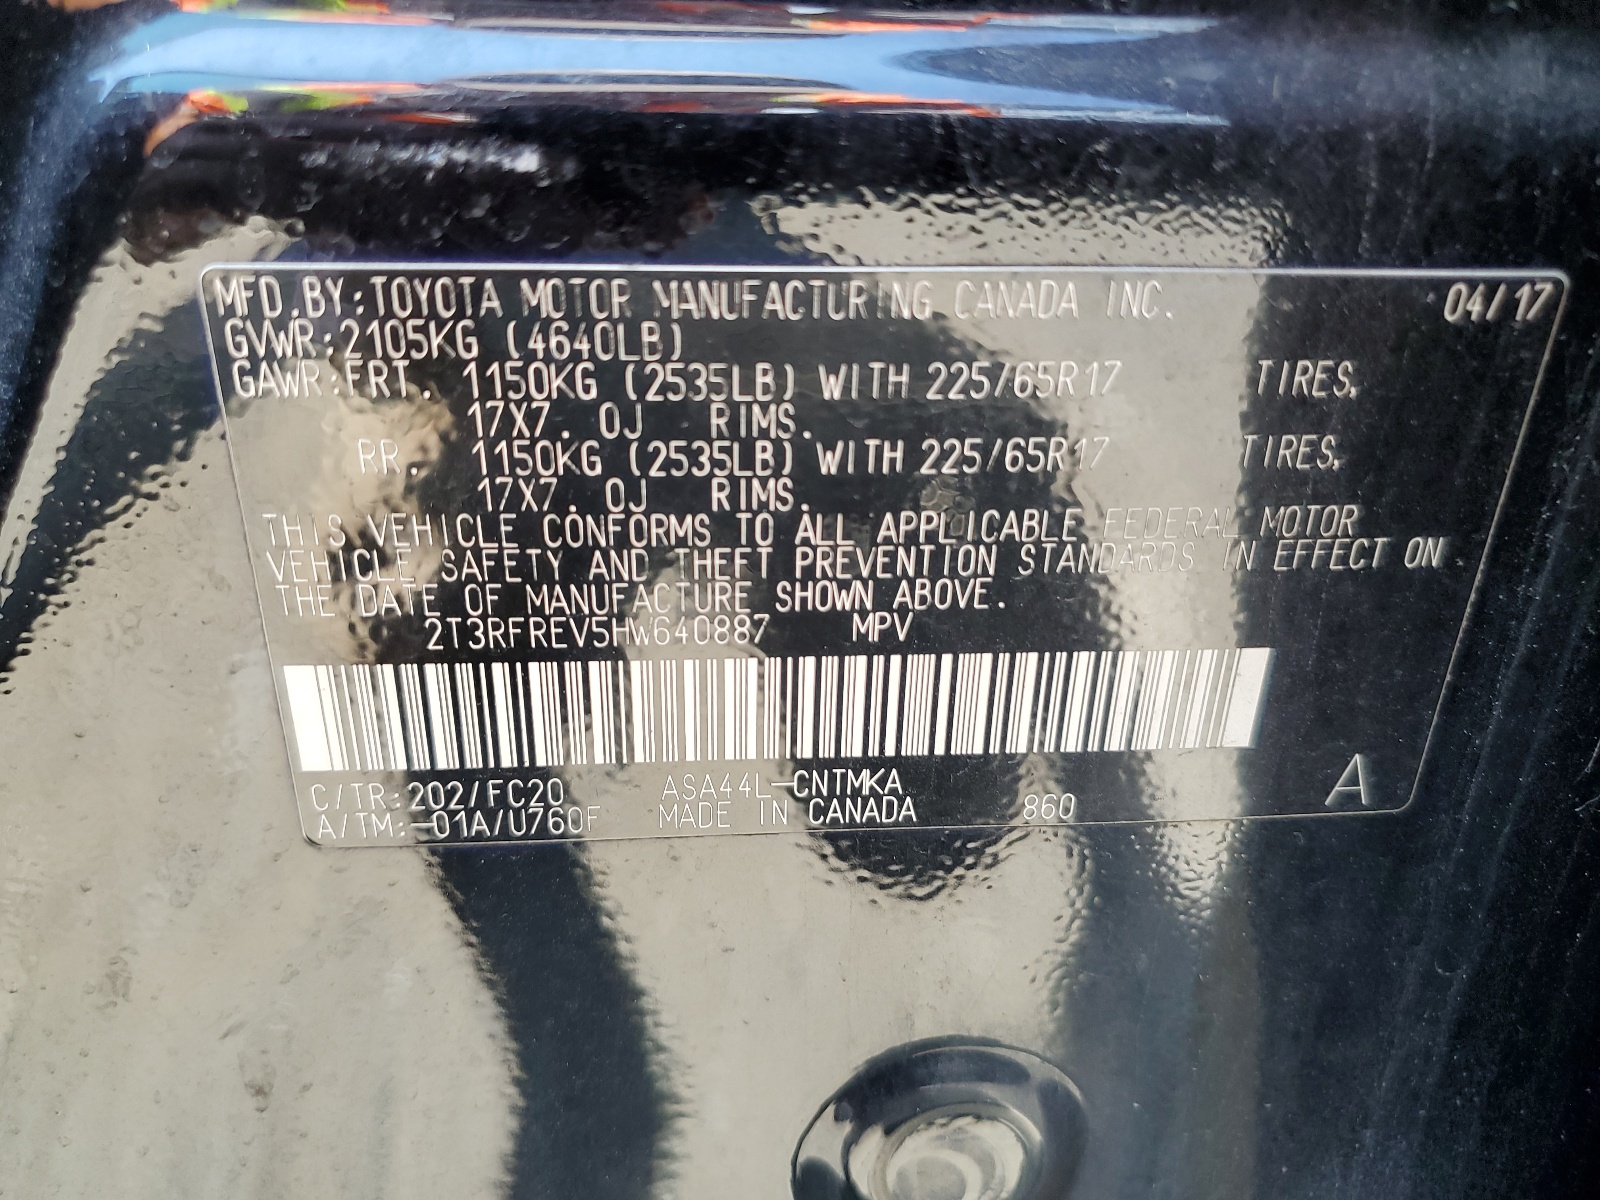 MFD.BY:TOYOTA MOTOR MANUFACTURING CANADA INC. 04/17
GVWR:2105KG (4640LB)
GAWR:FRT. 1150KG (2535LB) WITH 225/65R17 TIRES,
17X7. 0J RIMS.
RR. 1150KG (2535LB) WITH 225/65R17 TIRES,
17X7. 0J RIMS.
THIS VEHICLE CONFORMS TO ALL APPLICABLE FEDERAL MOTOR
VEHICLE SAFETY AND THEFT PREVENTION STANDARDS IN EFFECT ON
THE DATE OF MANUFACTURE SHOWN ABOVE.
2T3RFREV5HW640887 MPV
C/TR:202/FC20 ASA44L-CNTMKA A
A/TM:-01A/U760F MADE IN CANADA 860